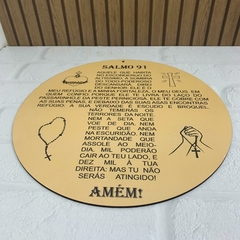 SALMO 91
AQUELE QUE HABITA
NO ESCONDERIJO DO
ALTÍSSIMO, À SOMBRA
DO TODO-PODEROSO
DESCANSARÁ. DIREI
DO SENHOR: ELE É O
MEU REFÚGIO E A MINHA FORTALEZA, O MEU DEUS, EM
QUEM CONFIO. PORQUE ELE TE LIVRA DO LAÇO DO
PASSARINHO E DA PESTE PERNICIOSA. ELE TE COBRE COM
AS SUAS PENAS, E DEBAIXO DAS SUAS ASAS ENCONTRAS
REFÚGIO. A SUA VERDADE É ESCUDO E BROQUEL.
NÃO TEMERÁS OS
TERRORES DA NOITE,
NEM A SETA QUE
VOE DE DIA, NEM
PESTE QUE ANDA
NA ESCURIDÃO, NEM
MORTANDADE QUE
ASSOLE AO MEIO-
DIA. MIL PODERÃO
CAIR AO TEU LADO, E
DEZ MIL À TUA
DIREITA; MAS TU NÃO
SERÁS ATINGIDO!
AMÉM!